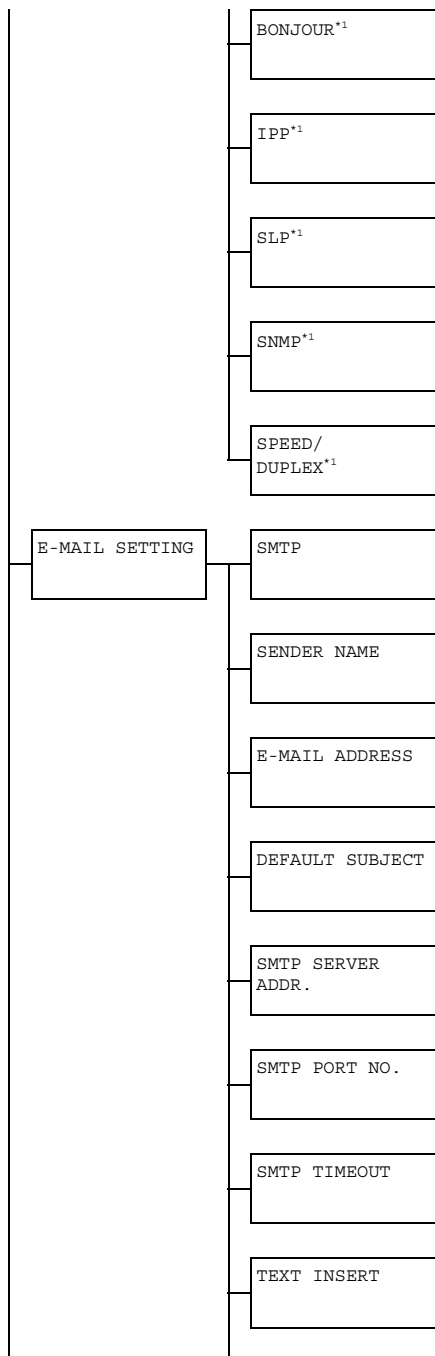 BONJOUR*1
IPP*1
SLP*1
SNMP*1
SPEED/
DUPLEX*1
E-MAIL SETTING
SMTP
SENDER NAME
E-MAIL ADDRESS
DEFAULT SUBJECT
SMTP SERVER
ADDR.
SMTP PORT NO.
SMTP TIMEOUT
TEXT INSERT